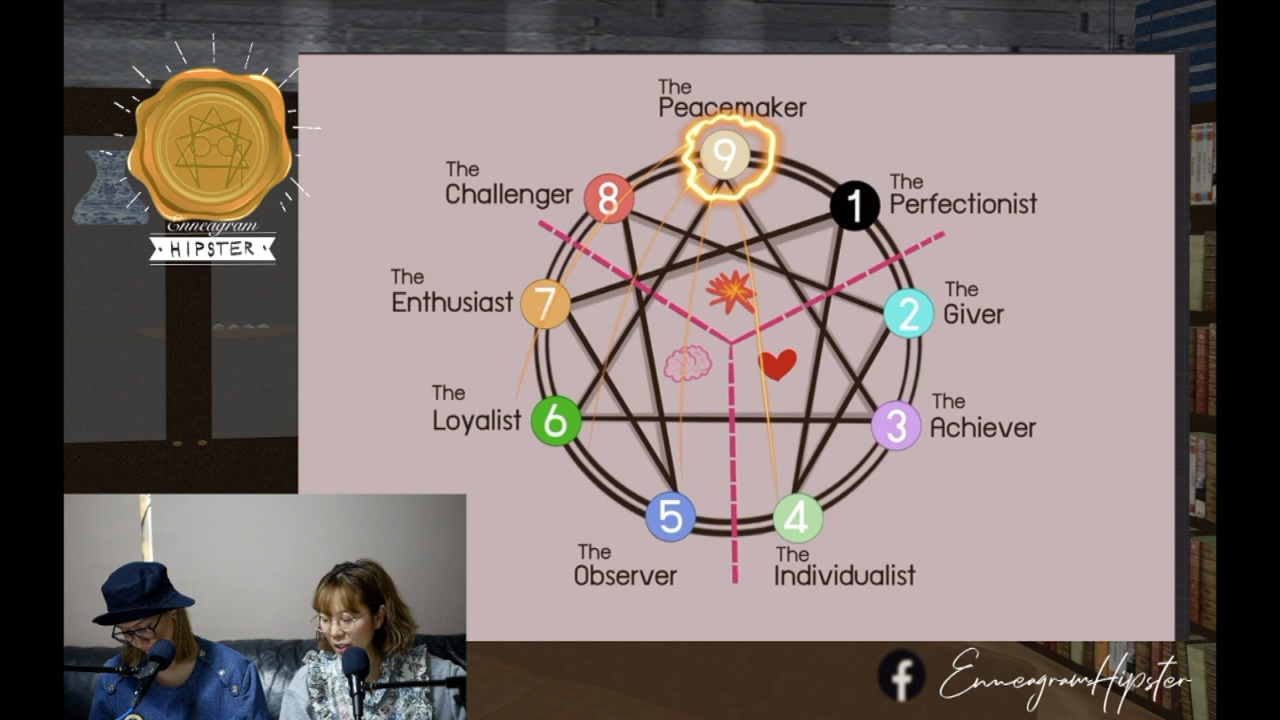 Enneagram
HIPSTER
The
Peacemaker
9
The
Challenger
8
1
The
Perfectionist
The
Enthusiast
7
2
The
Giver
The
Loyalist
6
3
The
Achiever
5
4
The
Observer
The
Individualist
f
EnneagramHipster